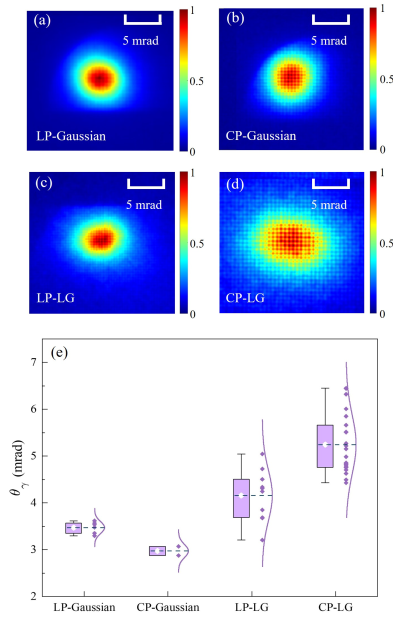 (a)
5 mrad
LP-Gaussian
1
0.5
0
(b)
5 mrad
CP-Gaussian
1
0.5
0
(c)
5 mrad
LP-LG
1
0.5
0
(d)
5 mrad
CP-LG
1
0.5
0
(e)
7
6
5
4
3
2
θγ (mrad)
LP-Gaussian CP-Gaussian LP-LG CP-LG